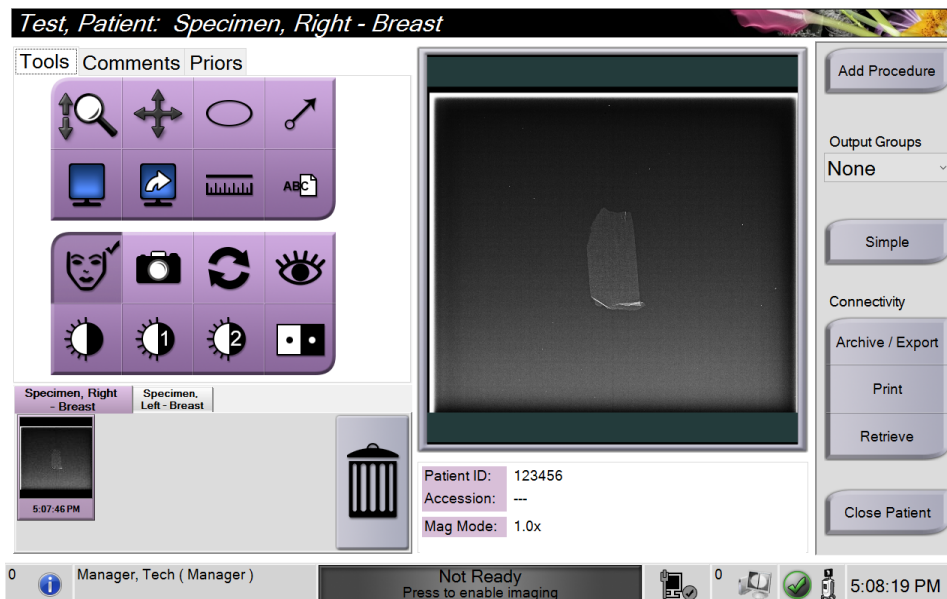 Test, Patient: Specimen, Right - Breast
Tools Comments Priors
ABC
1
2
Specimen, Right
- Breast
Specimen,
Left - Breast
5:07:46 PM
Patient ID: 123456
Accession: ---
Mag Mode: 1.0x
Add Procedure
Output Groups
None
Simple
Connectivity
Archive / Export
Print
Retrieve
Close Patient
0
Manager, Tech ( Manager )
Not Ready
Press to enable imaging
0
5:08:19 PM